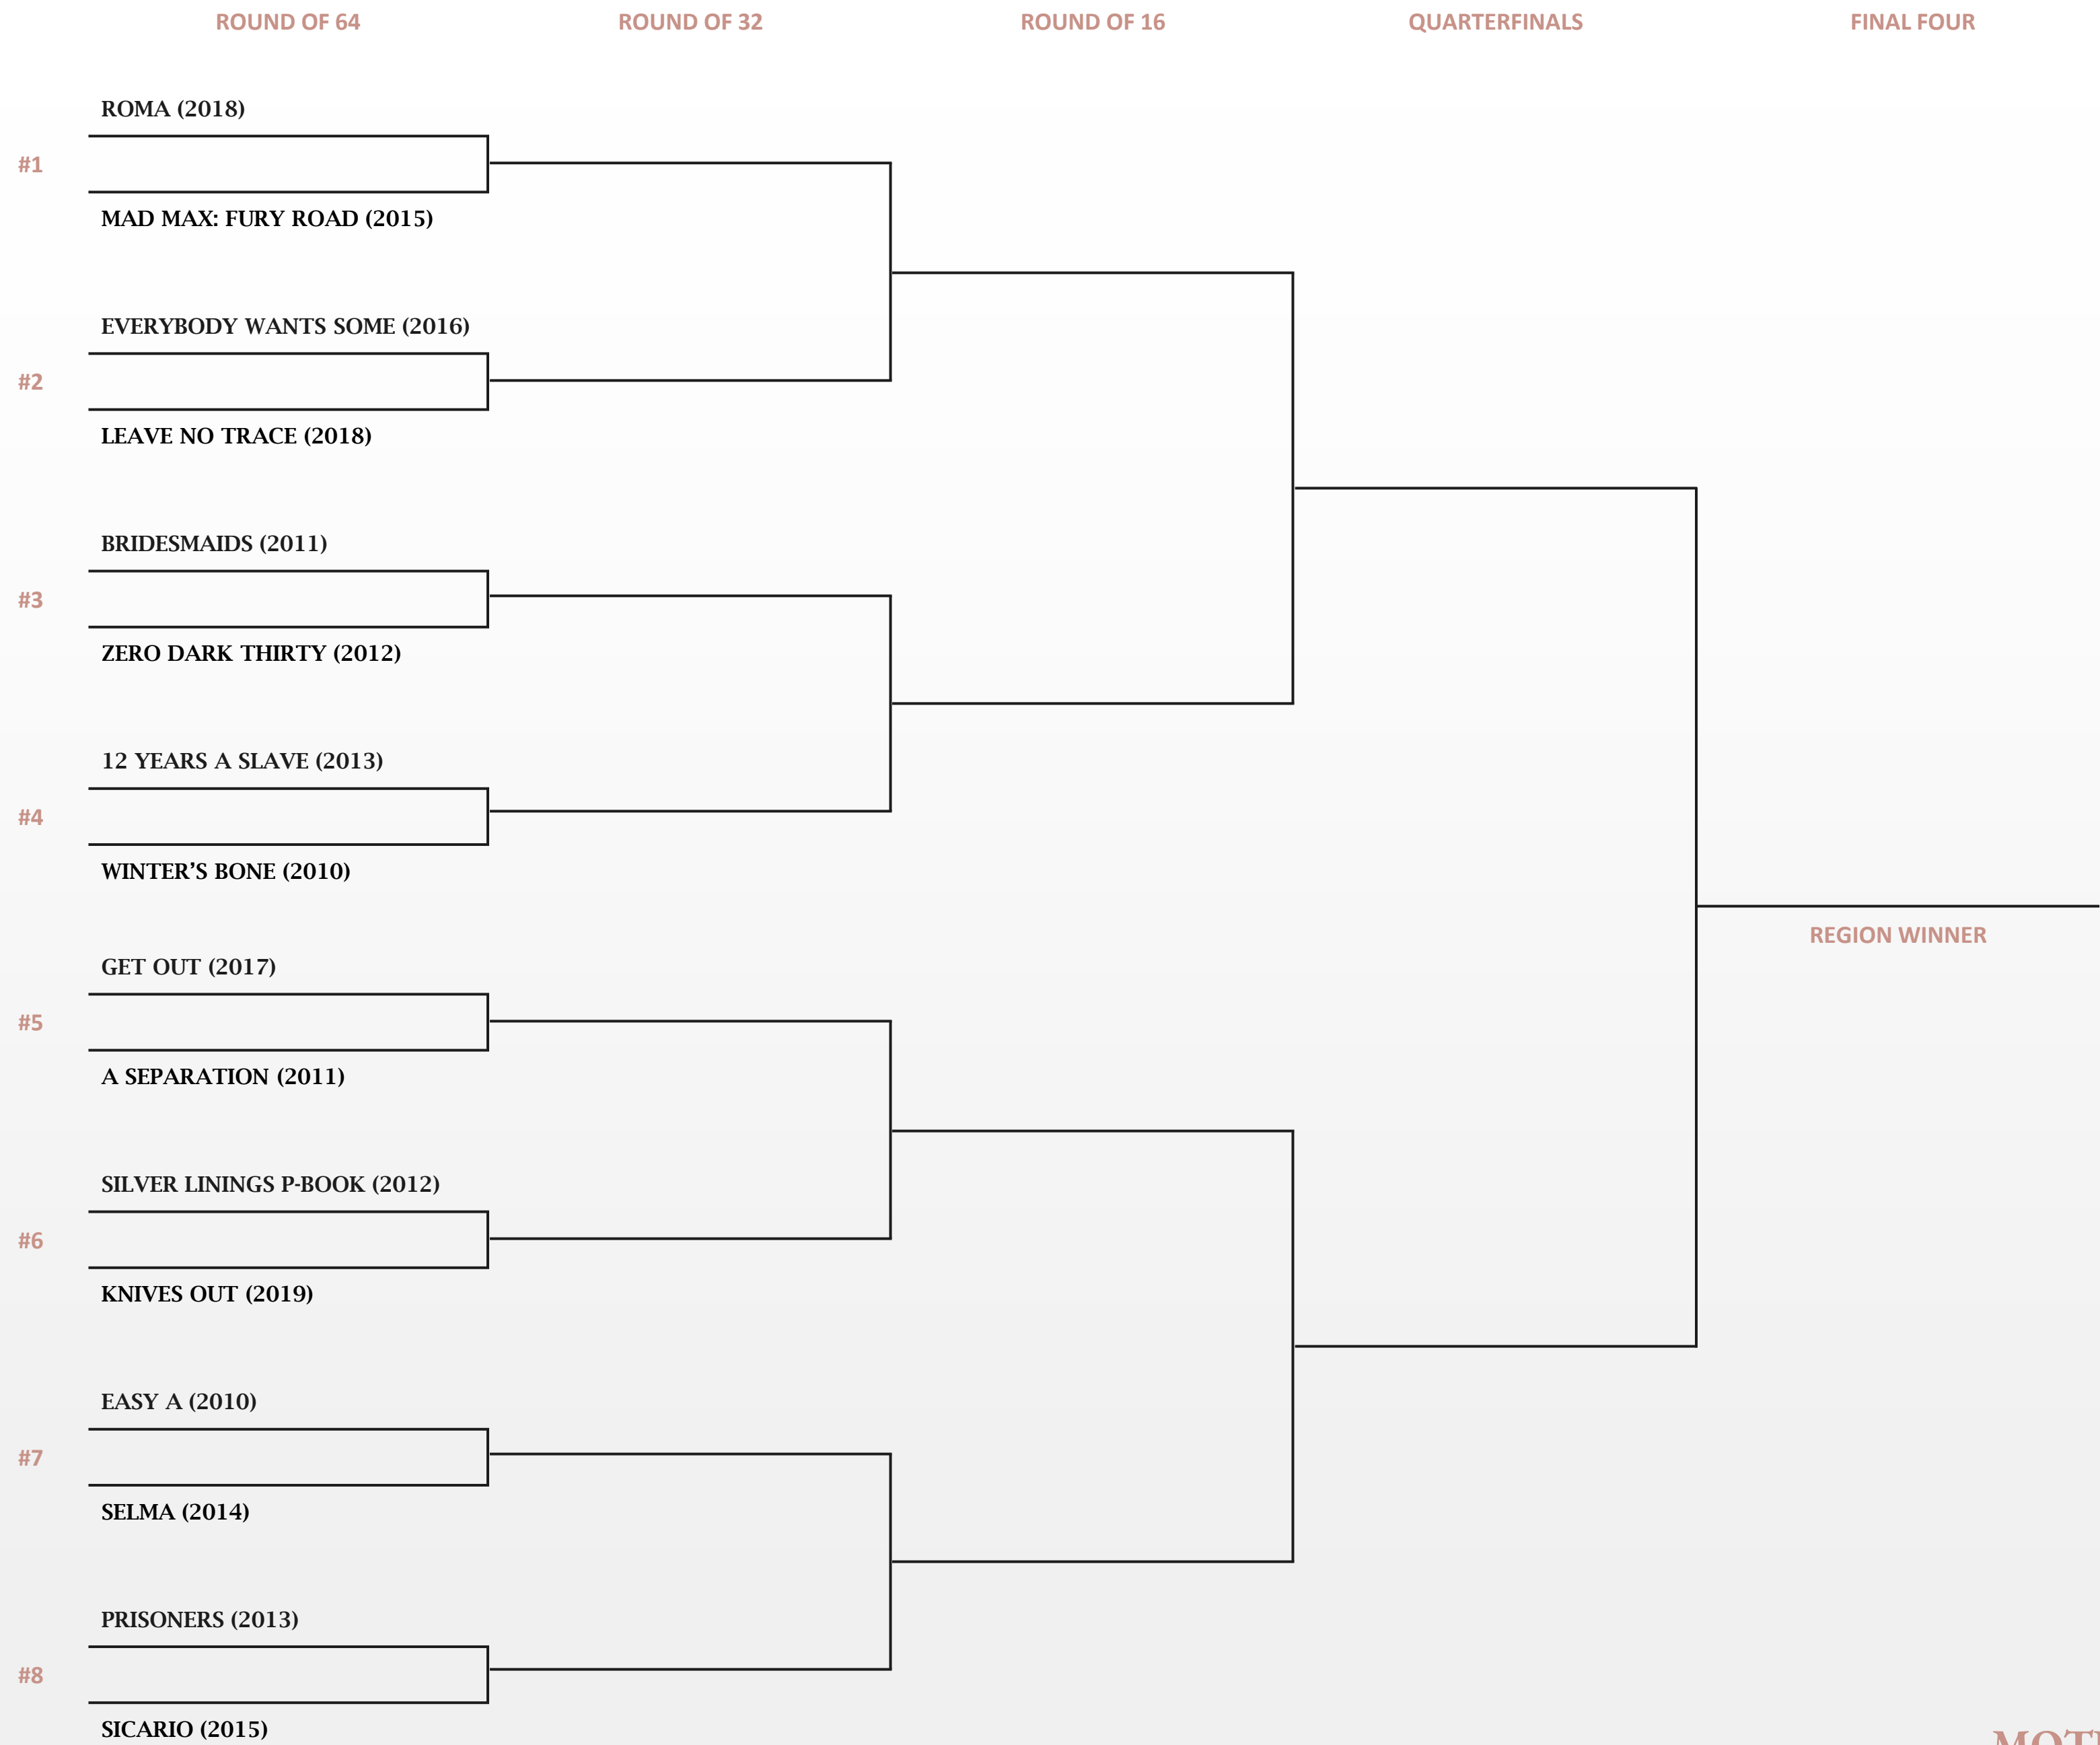 ROUND OF 64
ROUND OF 32
ROUND OF 16
QUARTERFINALS
FINAL FOUR
ROMA (2018)
#1
MAD MAX: FURY ROAD (2015)
EVERYBODY WANTS SOME (2016)
#2
LEAVE NO TRACE (2018)
BRIDESMAIDS (2011)
#3
ZERO DARK THIRTY (2012)
12 YEARS A SLAVE (2013)
#4
WINTER’S BONE (2010)
REGION WINNER
GET OUT (2017)
#5
A SEPARATION (2011)
SILVER LININGS P-BOOK (2012)
#6
KNIVES OUT (2019)
EASY A (2010)
#7
SELMA (2014)
PRISONERS (2013)
#8
SICARIO (2015)